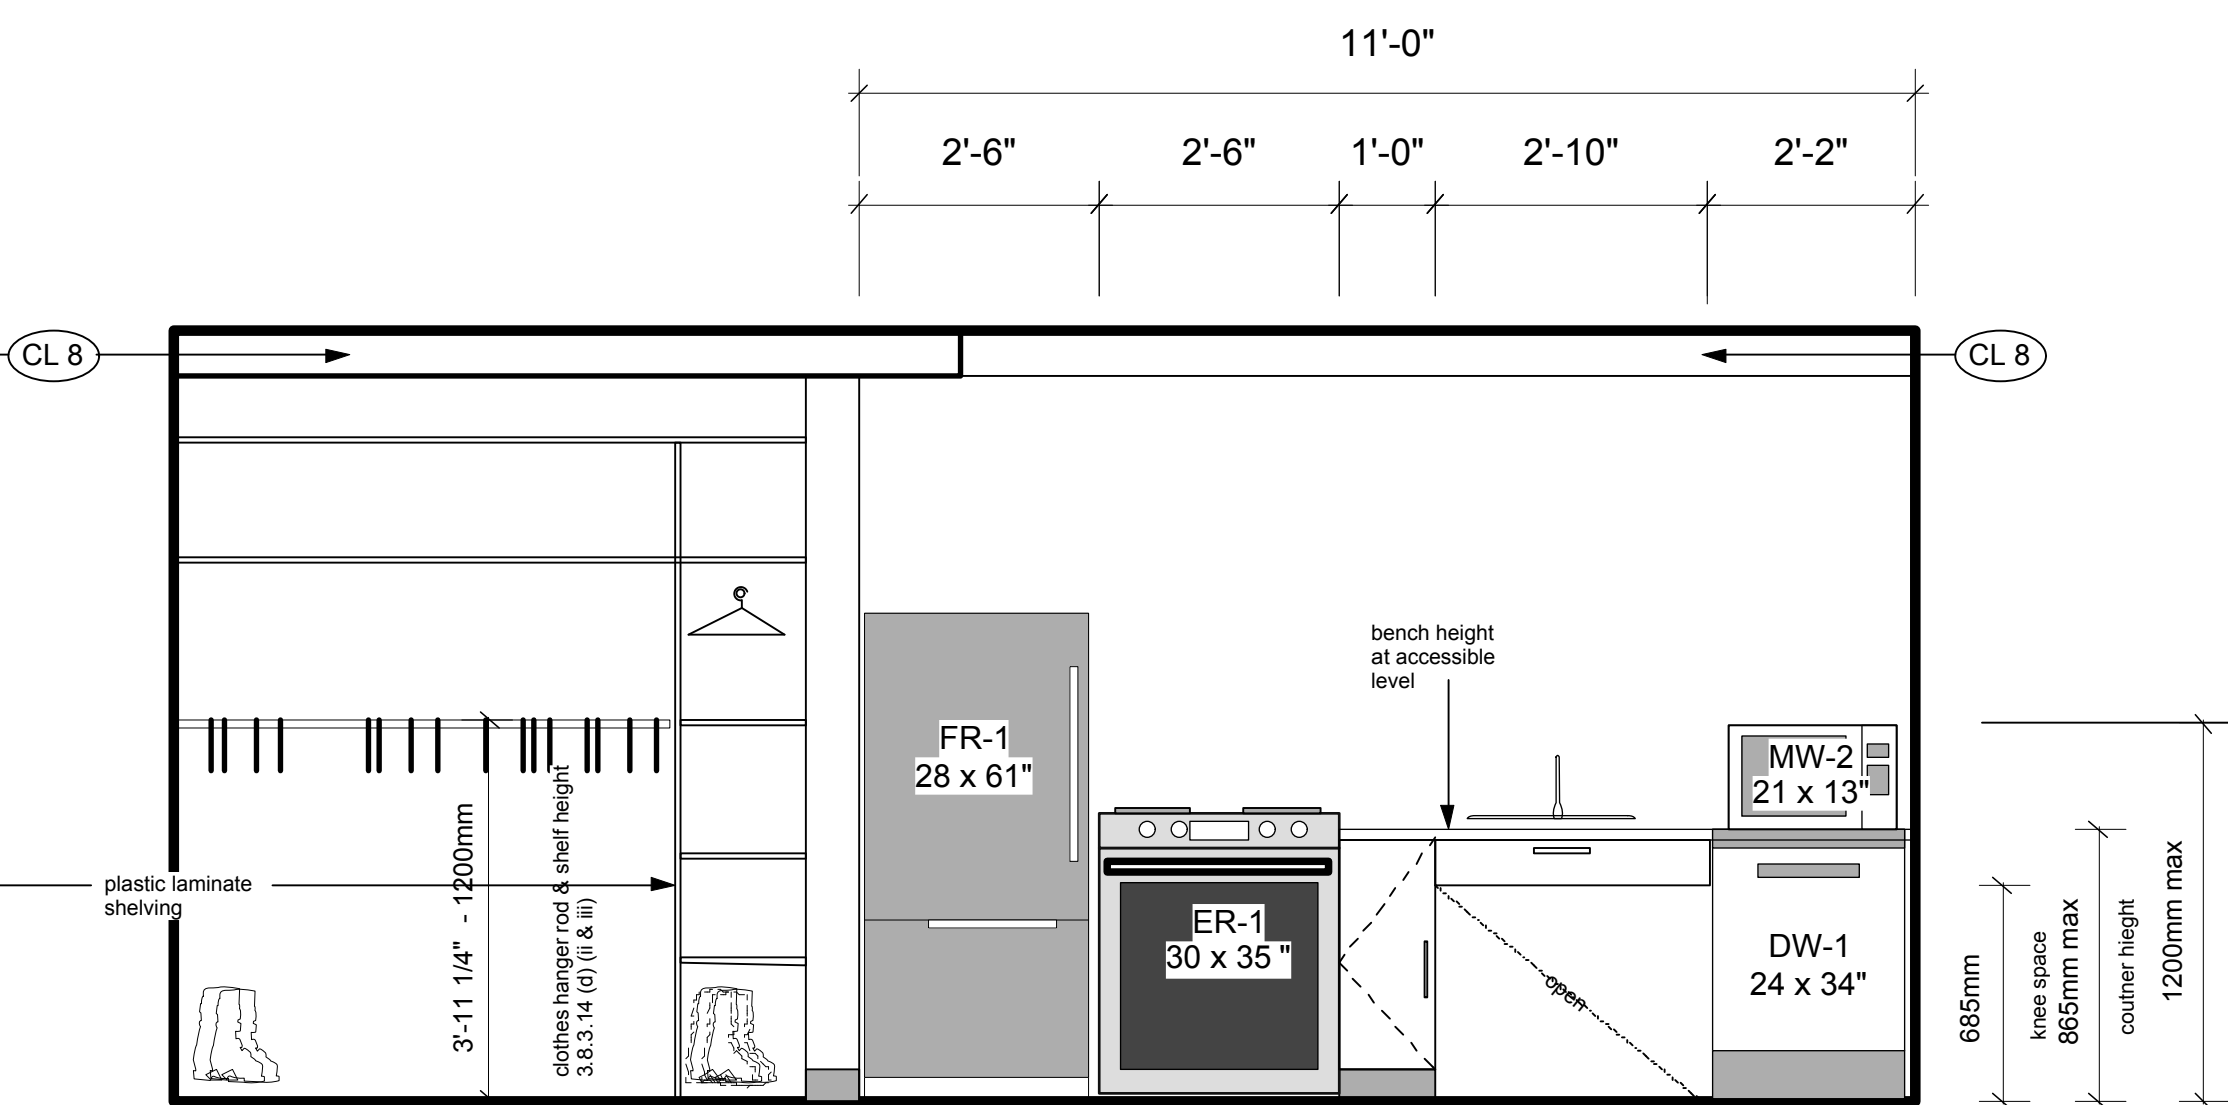 11'-0"
2'-6"
2'-6"
1'-0"
2'-10"
2'-2"
CL 8
CL 8
bench height
at accessible
level
FR-1
28 x 61"
MW-2
21 x 13"
ER-1
30 x 35 "
DW-1
24 x 34"
open
plastic laminate
shelving
3'-11 1/4" - 1200mm
clothes hanger rod & shelf height
3.8.3.14 (d) (ii & iii)
685mm
knee space
865mm max
coutner hieght
1200mm max